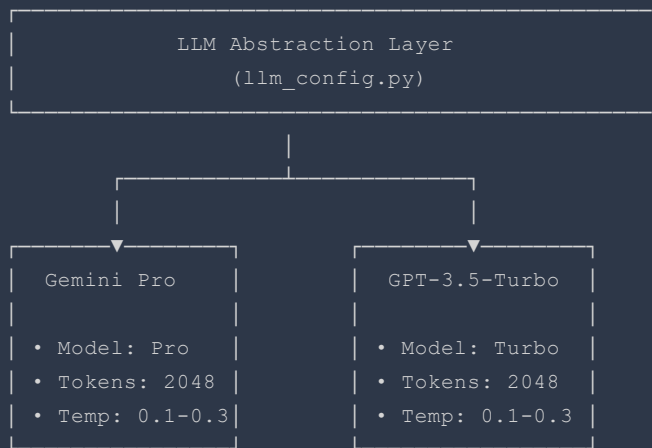 LLM Abstraction Layer
(llm_config.py)
Gemini Pro
GPT-3.5-Turbo
• Model: Pro
• Model: Turbo
• Tokens: 2048
• Tokens: 2048
• Temp: 0.1-0.3
• Temp: 0.1-0.3